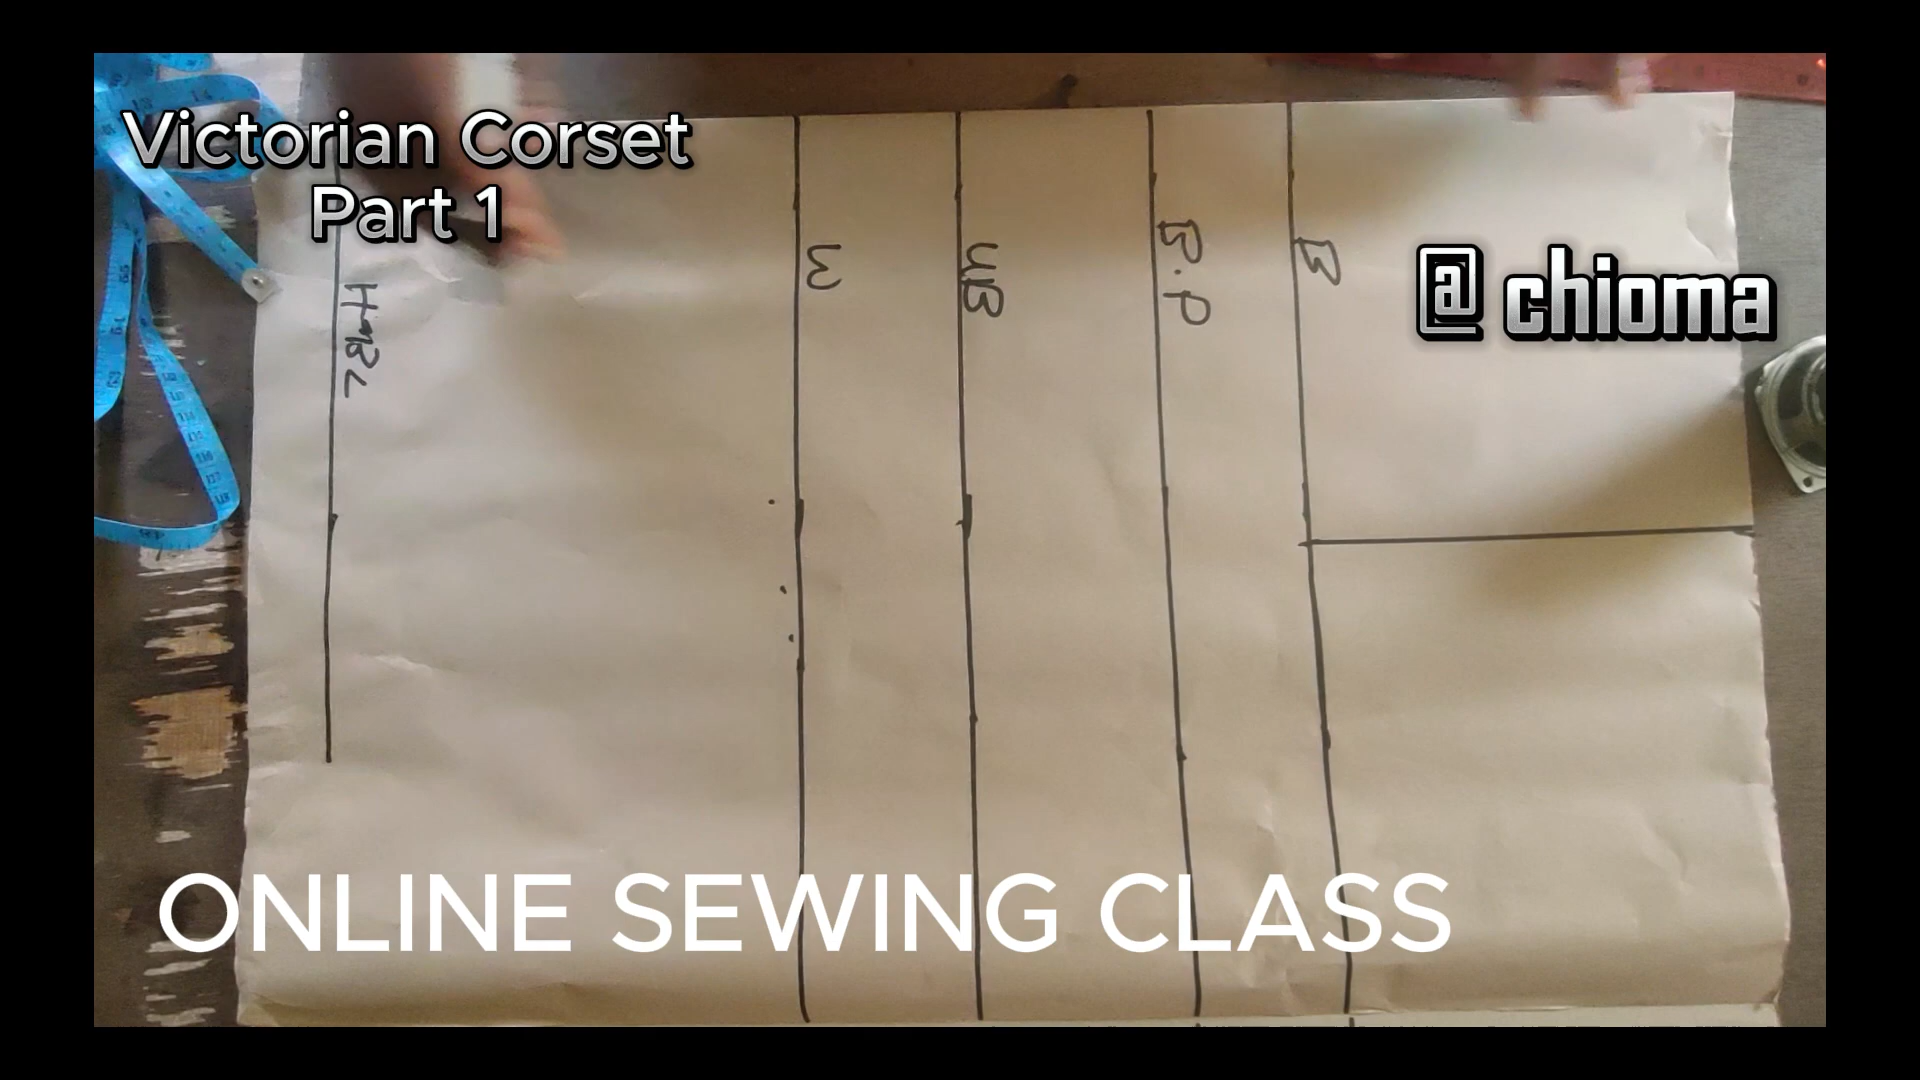 Victorian Corset
Part 1
@ chioma
W
UB
B.P
B
ONLINE SEWING CLASS